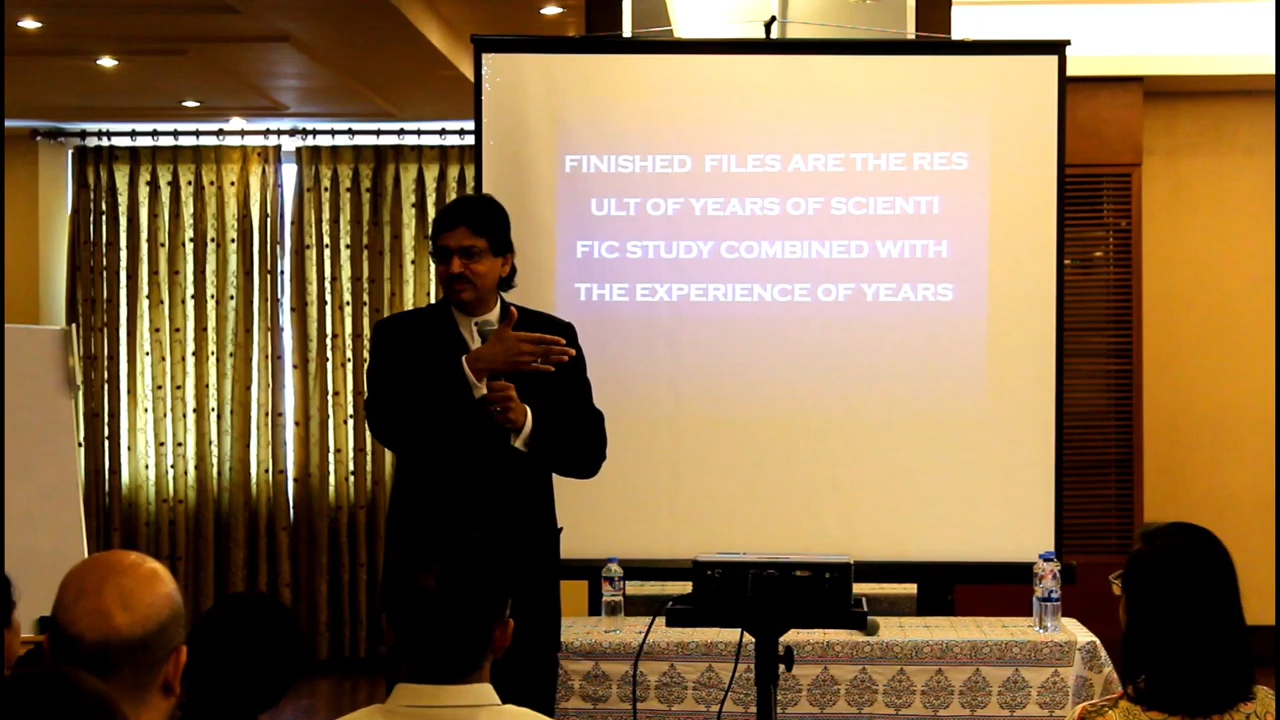 FINISHED  FILES ARE THE RES
ULT OF YEARS OF SCIENTI
FIC STUDY COMBINED WITH
THE EXPERIENCE OF YEARS